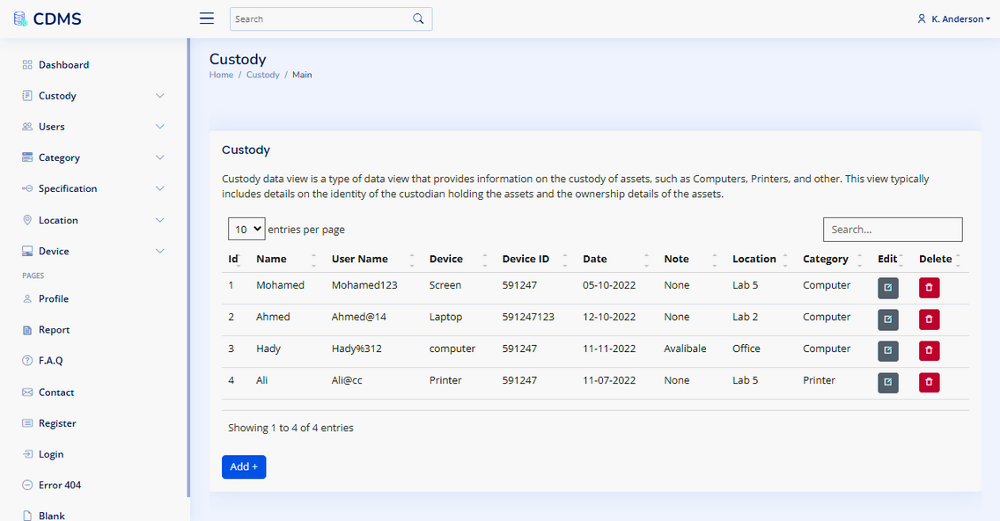 CDMS
Search
K. Anderson
Dashboard
Custody
Users
Category
Specification
Location
Device
PAGES
Profile
Report
F.A.Q
Contact
Register
Login
Error 404
Blank
Custody
Home / Custody / Main
Custody
Custody data view is a type of data view that provides information on the custody of assets, such as Computers, Printers, and other. This view typically
includes details on the identity of the custodian holding the assets and the ownership details of the assets.
10 entries per page
Search...
Id Name User Name Device Device ID Date Note Location Category Edit Delete
1 Mohamed Mohamed123 Screen 591247 05-10-2022 None Lab 5 Computer
2 Ahmed Ahmed@14 Laptop 591247123 12-10-2022 None Lab 2 Computer
3 Hady Hady%312 computer 591247 11-11-2022 Avalibale Office Computer
4 Ali Ali@cc Printer 591247 11-07-2022 None Lab 5 Printer
Showing 1 to 4 of 4 entries
Add +